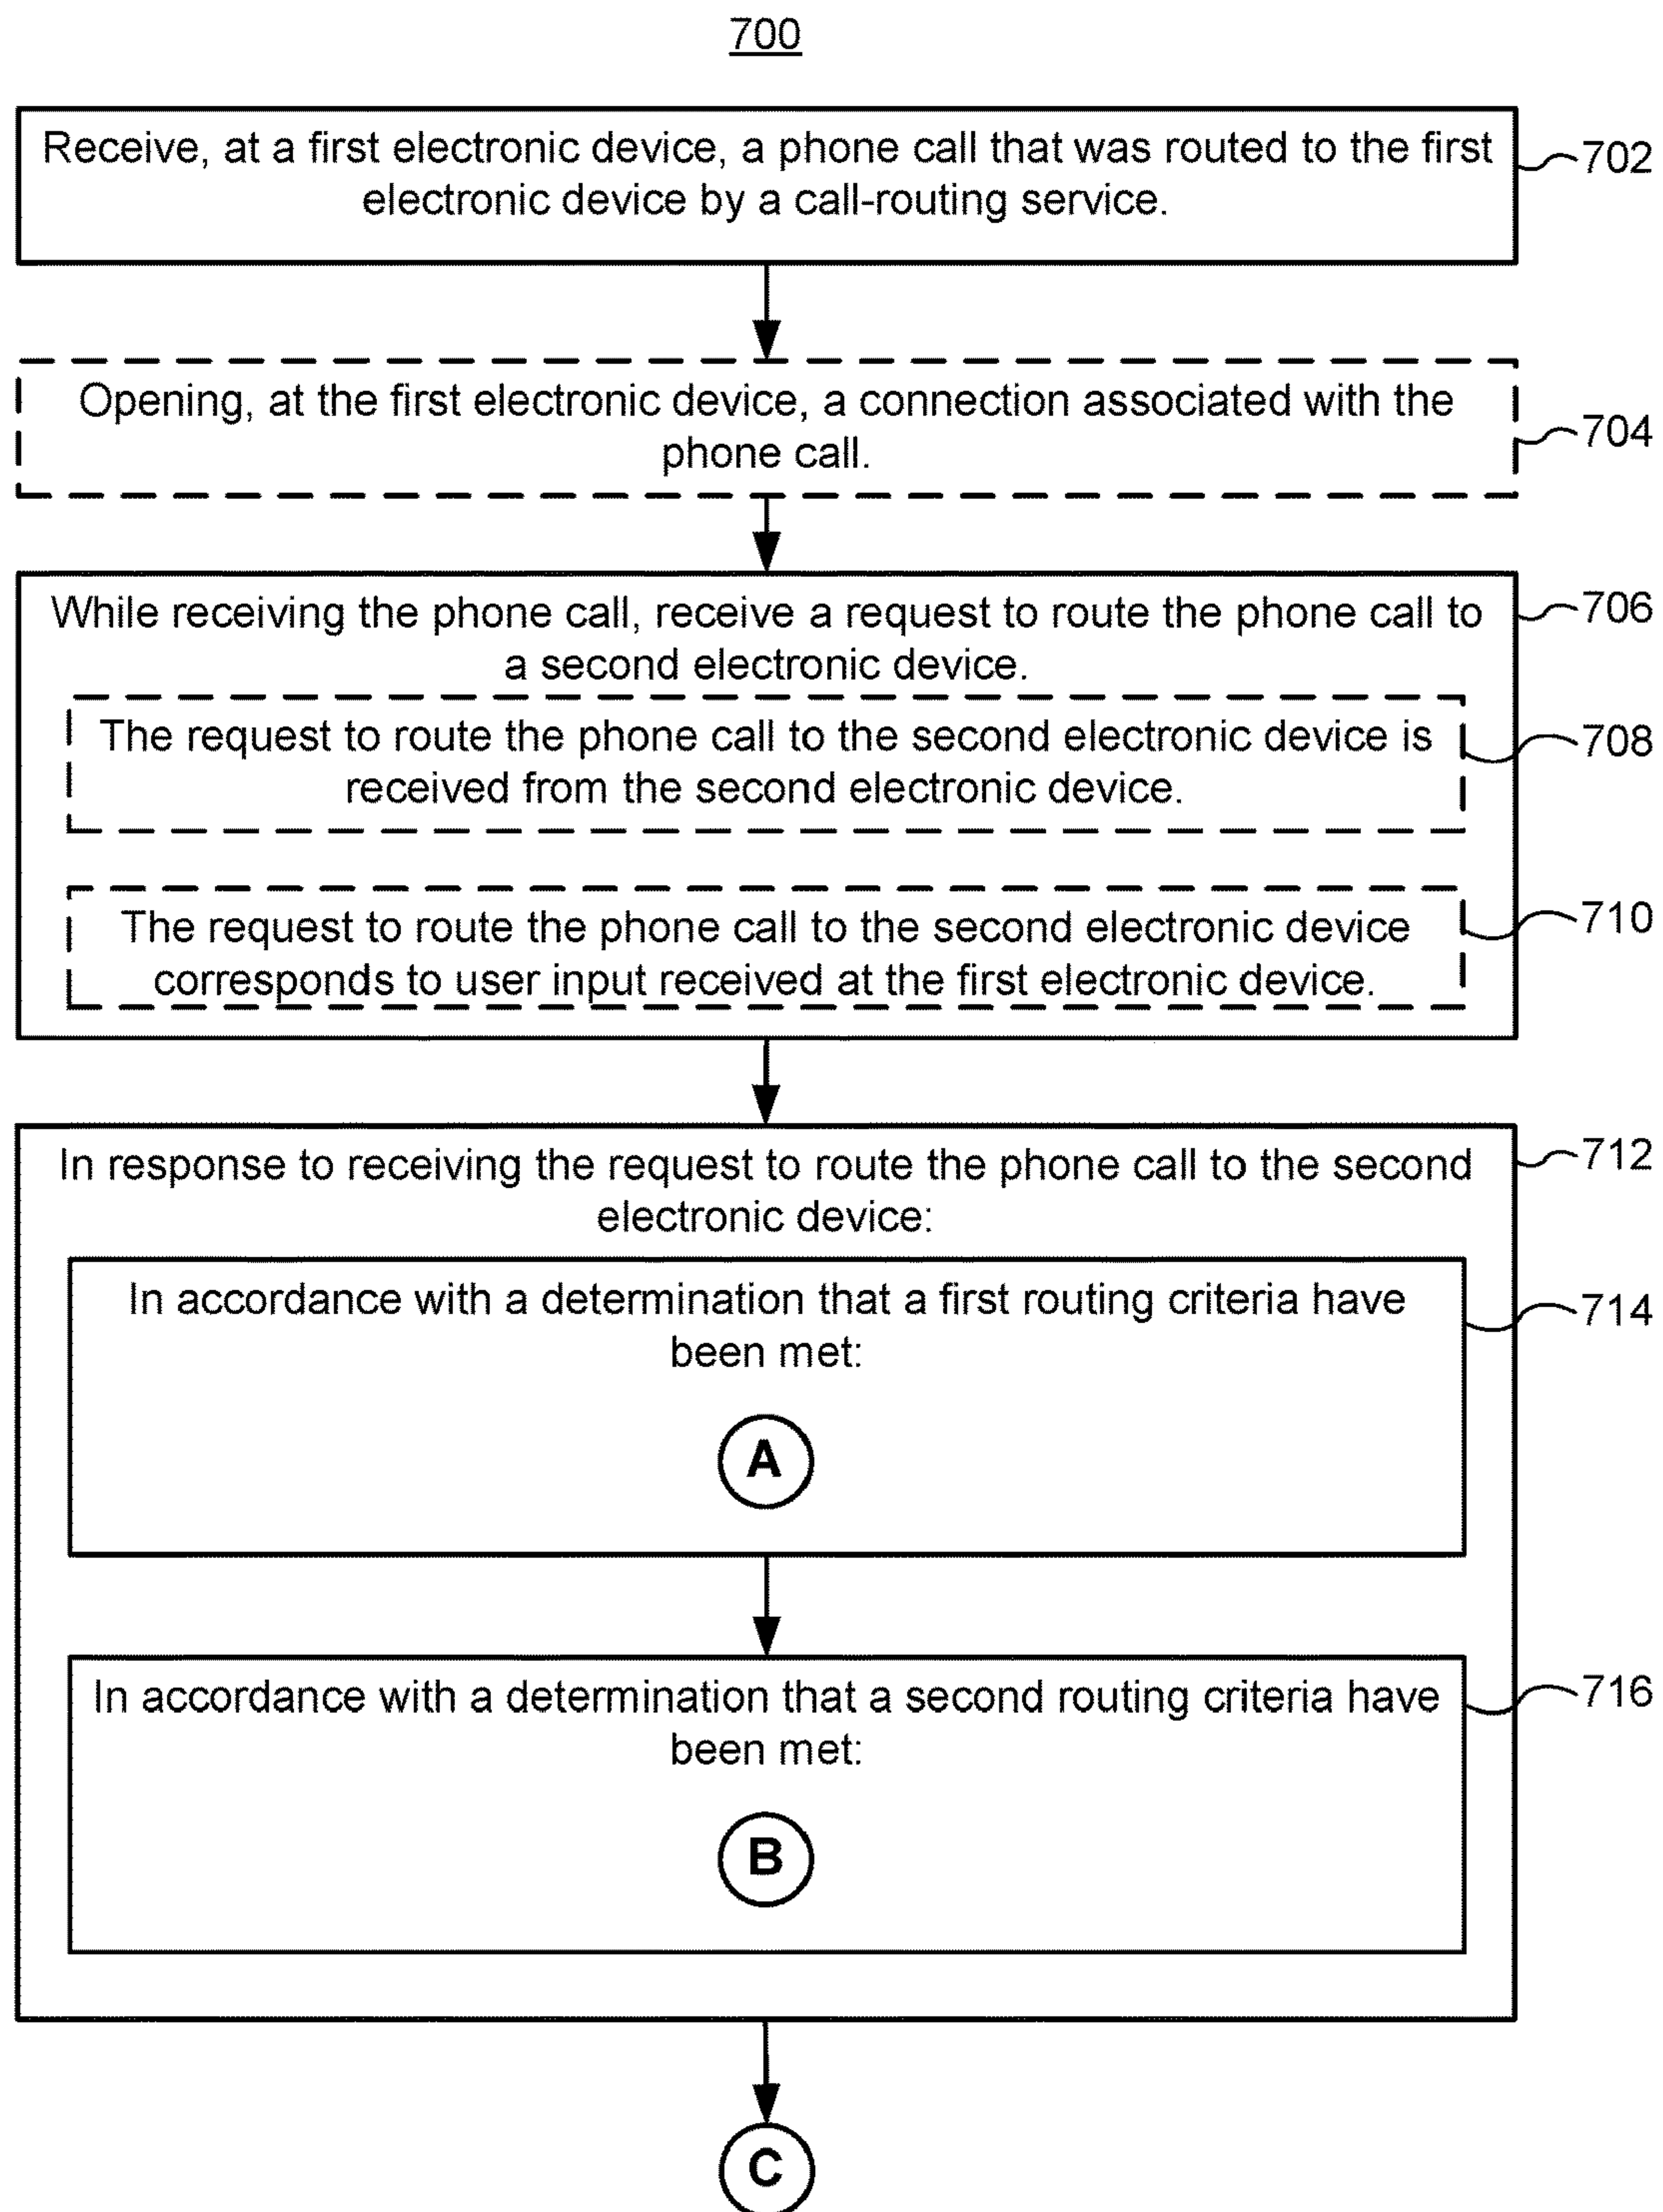 700
Receive, at a first electronic device, a phone call that was routed to the first
electronic device by a call-routing service.
702
Opening, at the first electronic device, a connection associated with the
phone call.
704
While receiving the phone call, receive a request to route the phone call to
a second electronic device.
706
The request to route the phone call to the second electronic device is
received from the second electronic device.
708
The request to route the phone call to the second electronic device
corresponds to user input received at the first electronic device.
710
In response to receiving the request to route the phone call to the second
electronic device:
712
In accordance with a determination that a first routing criteria have
been met:
714
A
In accordance with a determination that a second routing criteria have
been met:
716
B
C